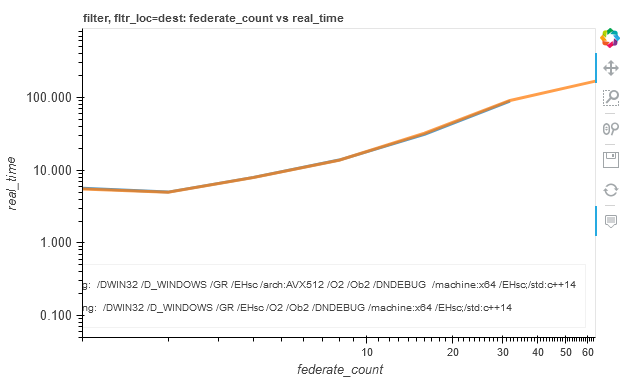 filter, fltr_loc=dest: federate_count vs real_time
100.000
10.000
1.000
0.100
real_time
g: /DWIN32 /D_WINDOWS /GR /EHsc /arch:AVX512 /O2 /Ob2 /DNDEBUG /machine:x64 /EHsc;/std:c++14
ng: /DWIN32 /D_WINDOWS /GR /EHsc /O2 /Ob2 /DNDEBUG /machine:x64 /EHsc;/std:c++14
10 20 30 40 50 60
federate_count